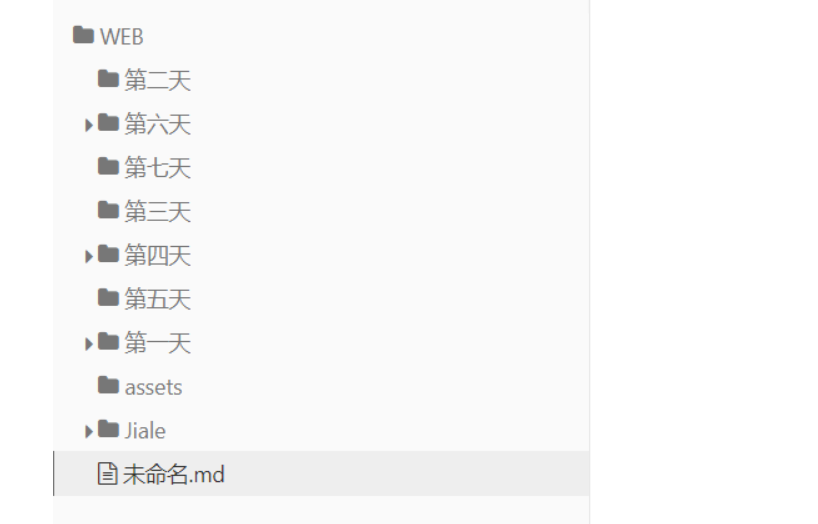 WEB
第二天
第六天
第七天
第三天
第四天
第五天
第一天
assets
Jiale
未命名.md